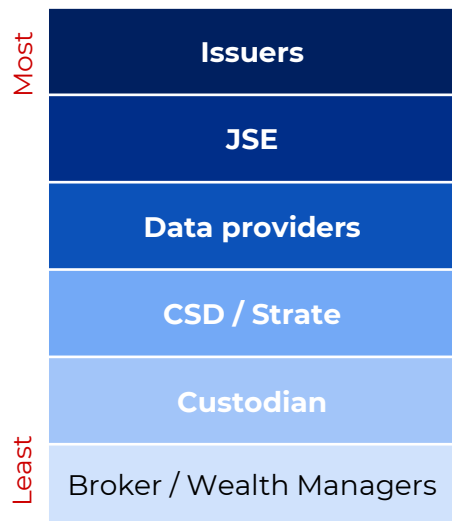 Most
Issuers
JSE
Data providers
CSD / Strate
Custodian
Least
Broker / Wealth Managers